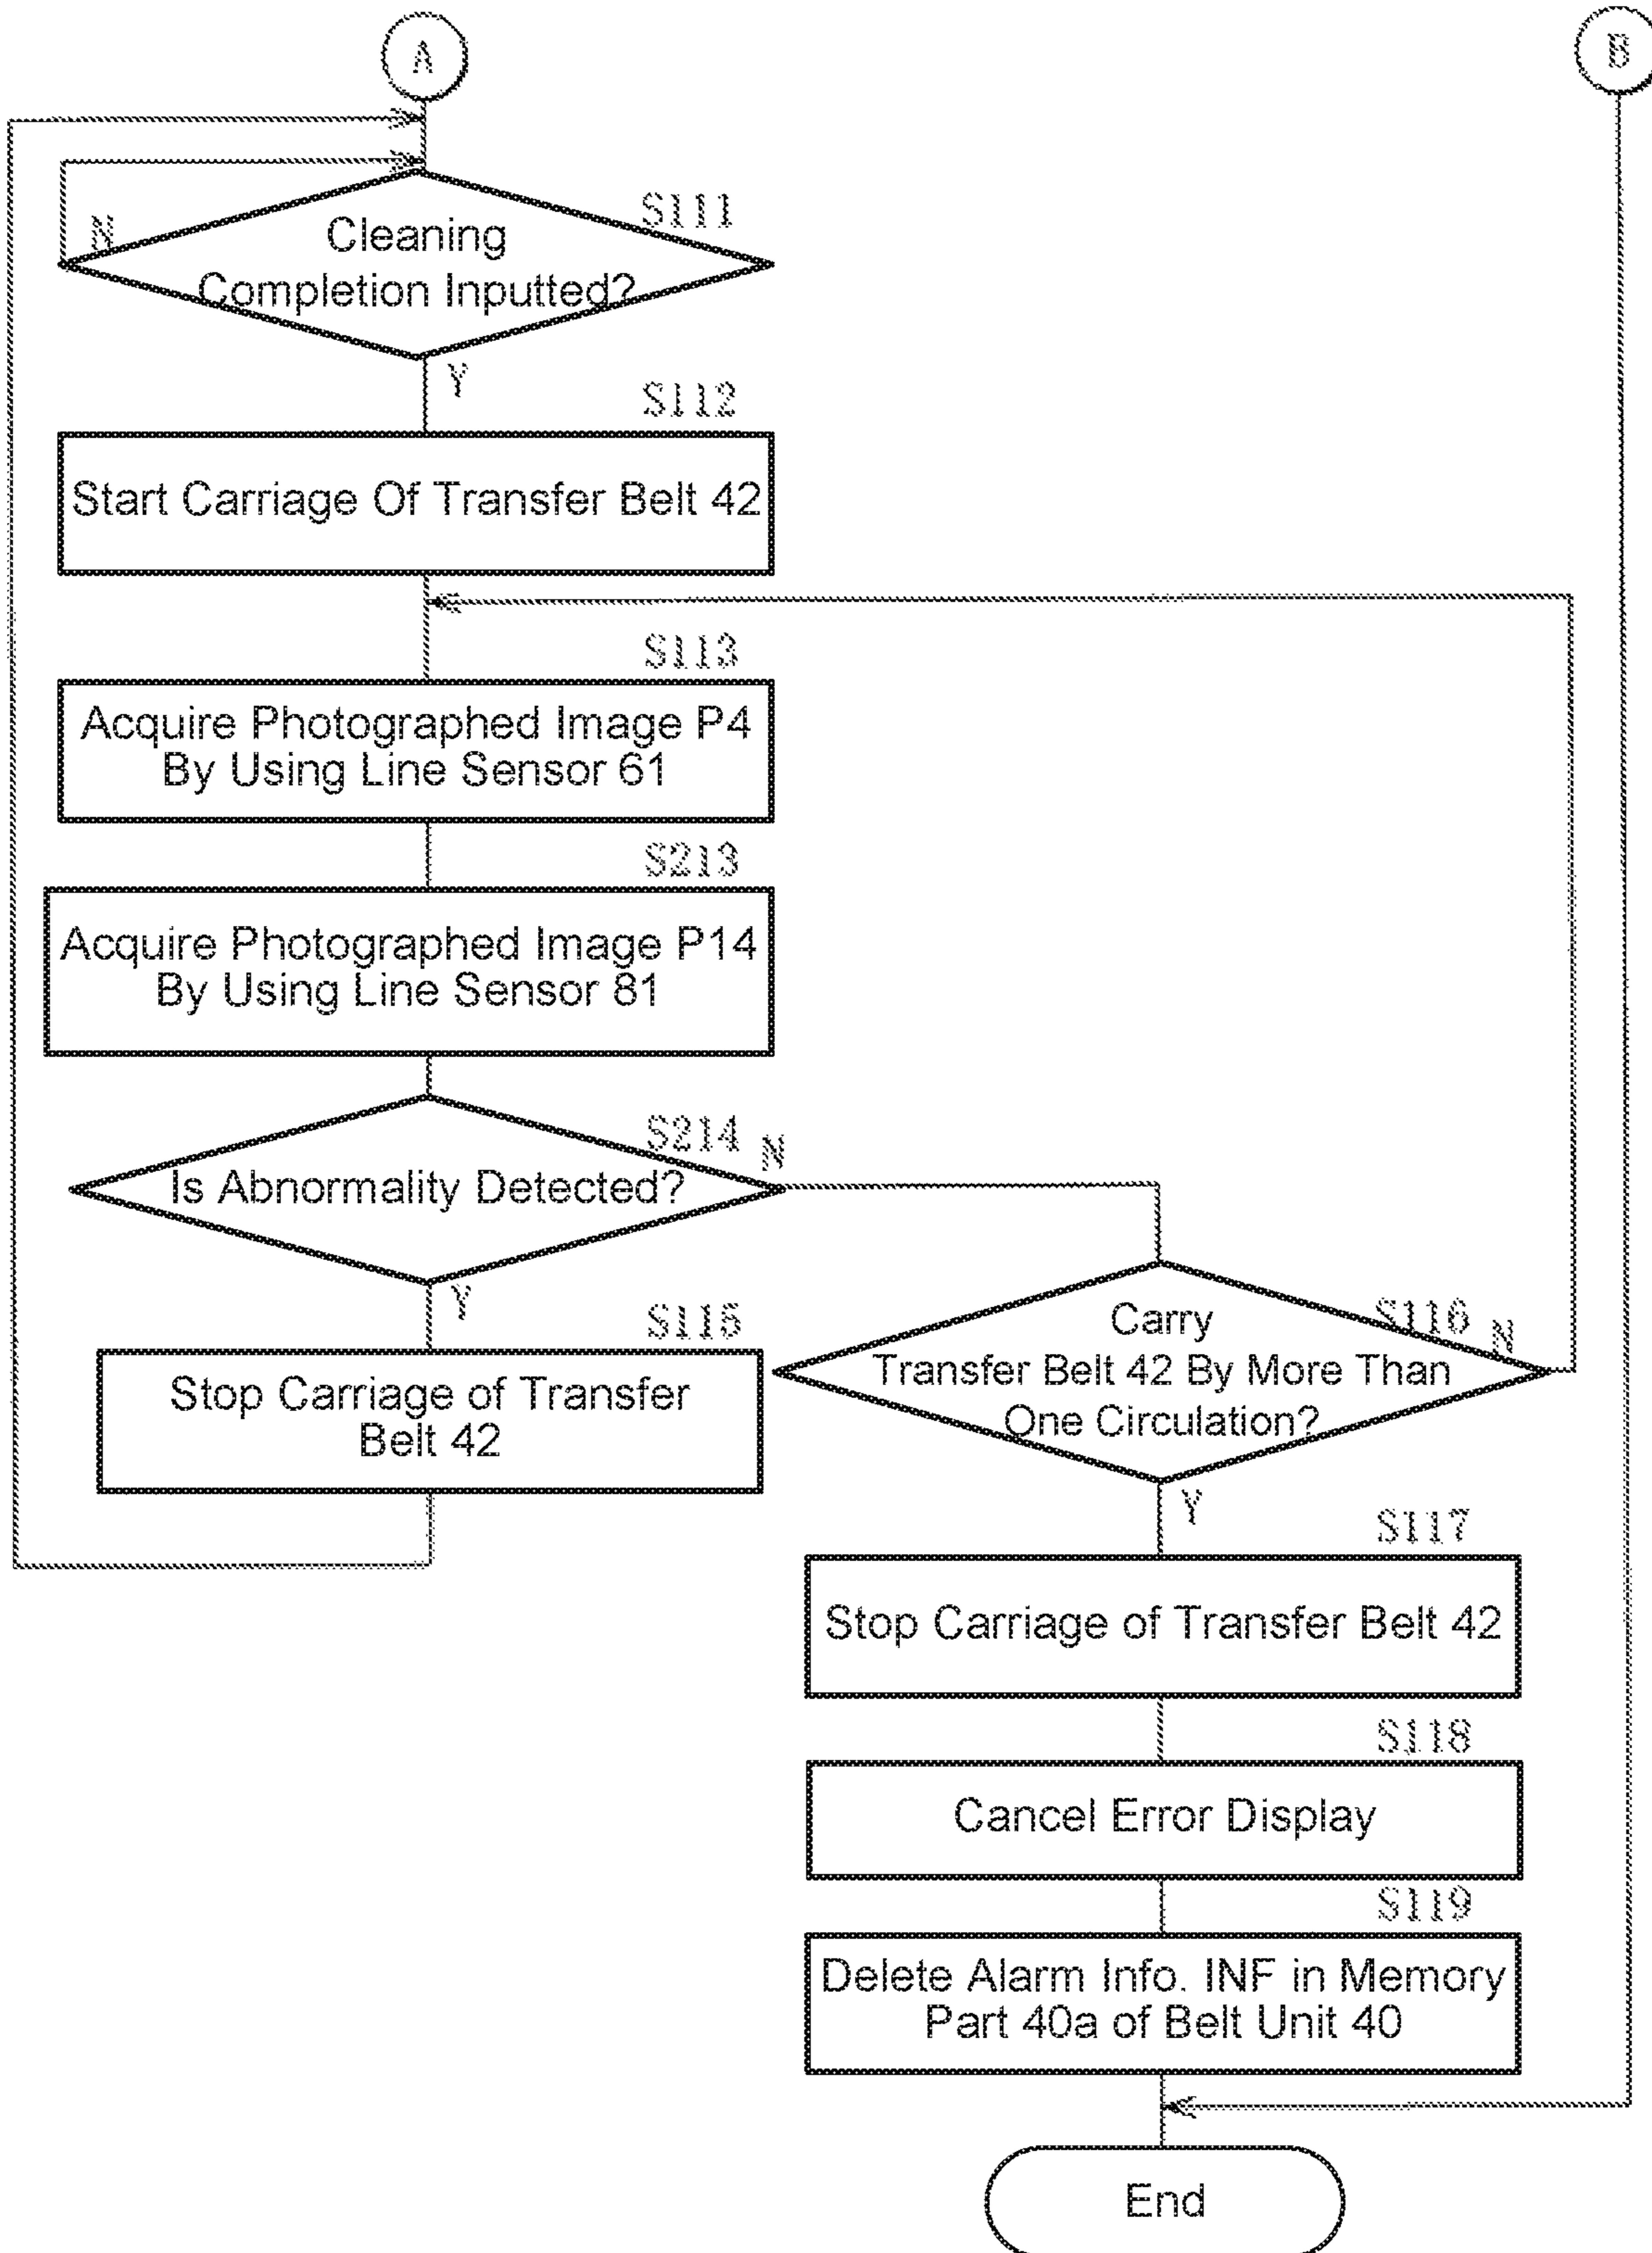 A
B
S111
N
Cleaning
Completion Inputted?
Y
S112
Start Carriage Of Transfer Belt 42
S113
Acquire Photographed Image P4
By Using Line Sensor 61
S213
Acquire Photographed Image P14
By Using Line Sensor 81
S214
N
Is Abnormality Detected?
Y
S115
Stop Carriage of Transfer
Belt 42
S116
N
Carry
Transfer Belt 42 By More Than
One Circulation?
Y
S117
Stop Carriage of Transfer Belt 42
S118
Cancel Error Display
S119
Delete Alarm Info. INF in Memory
Part 40a of Belt Unit 40
End